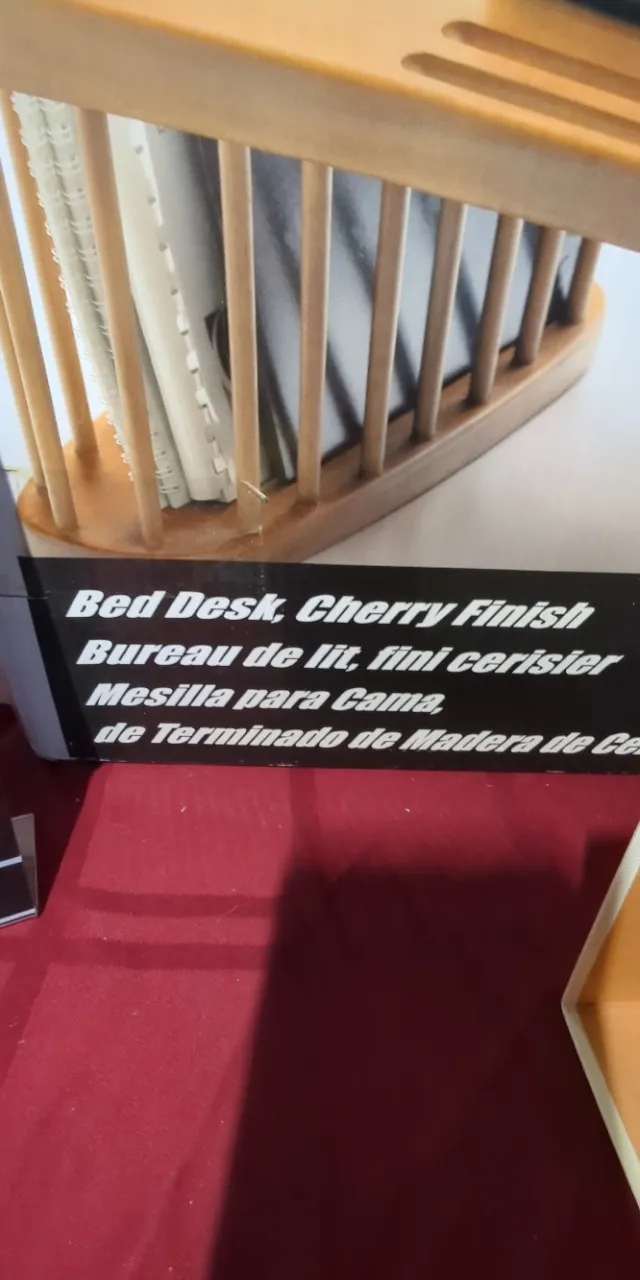 Bed Desk, Cherry Finish
Bureau de lit, fini cerisier
Mesilla para Cama,
de Terminado de Madera de